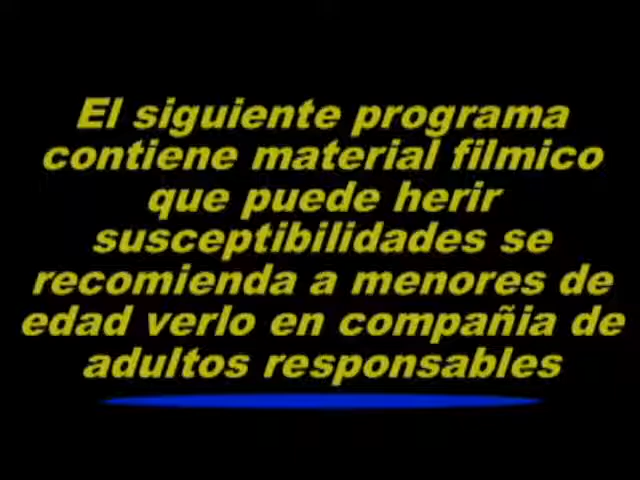 El siguiente programa
contiene material filmico
que puede herir
susceptibilidades se
recomienda a menores de
edad verlo en compañia de
adultos responsables